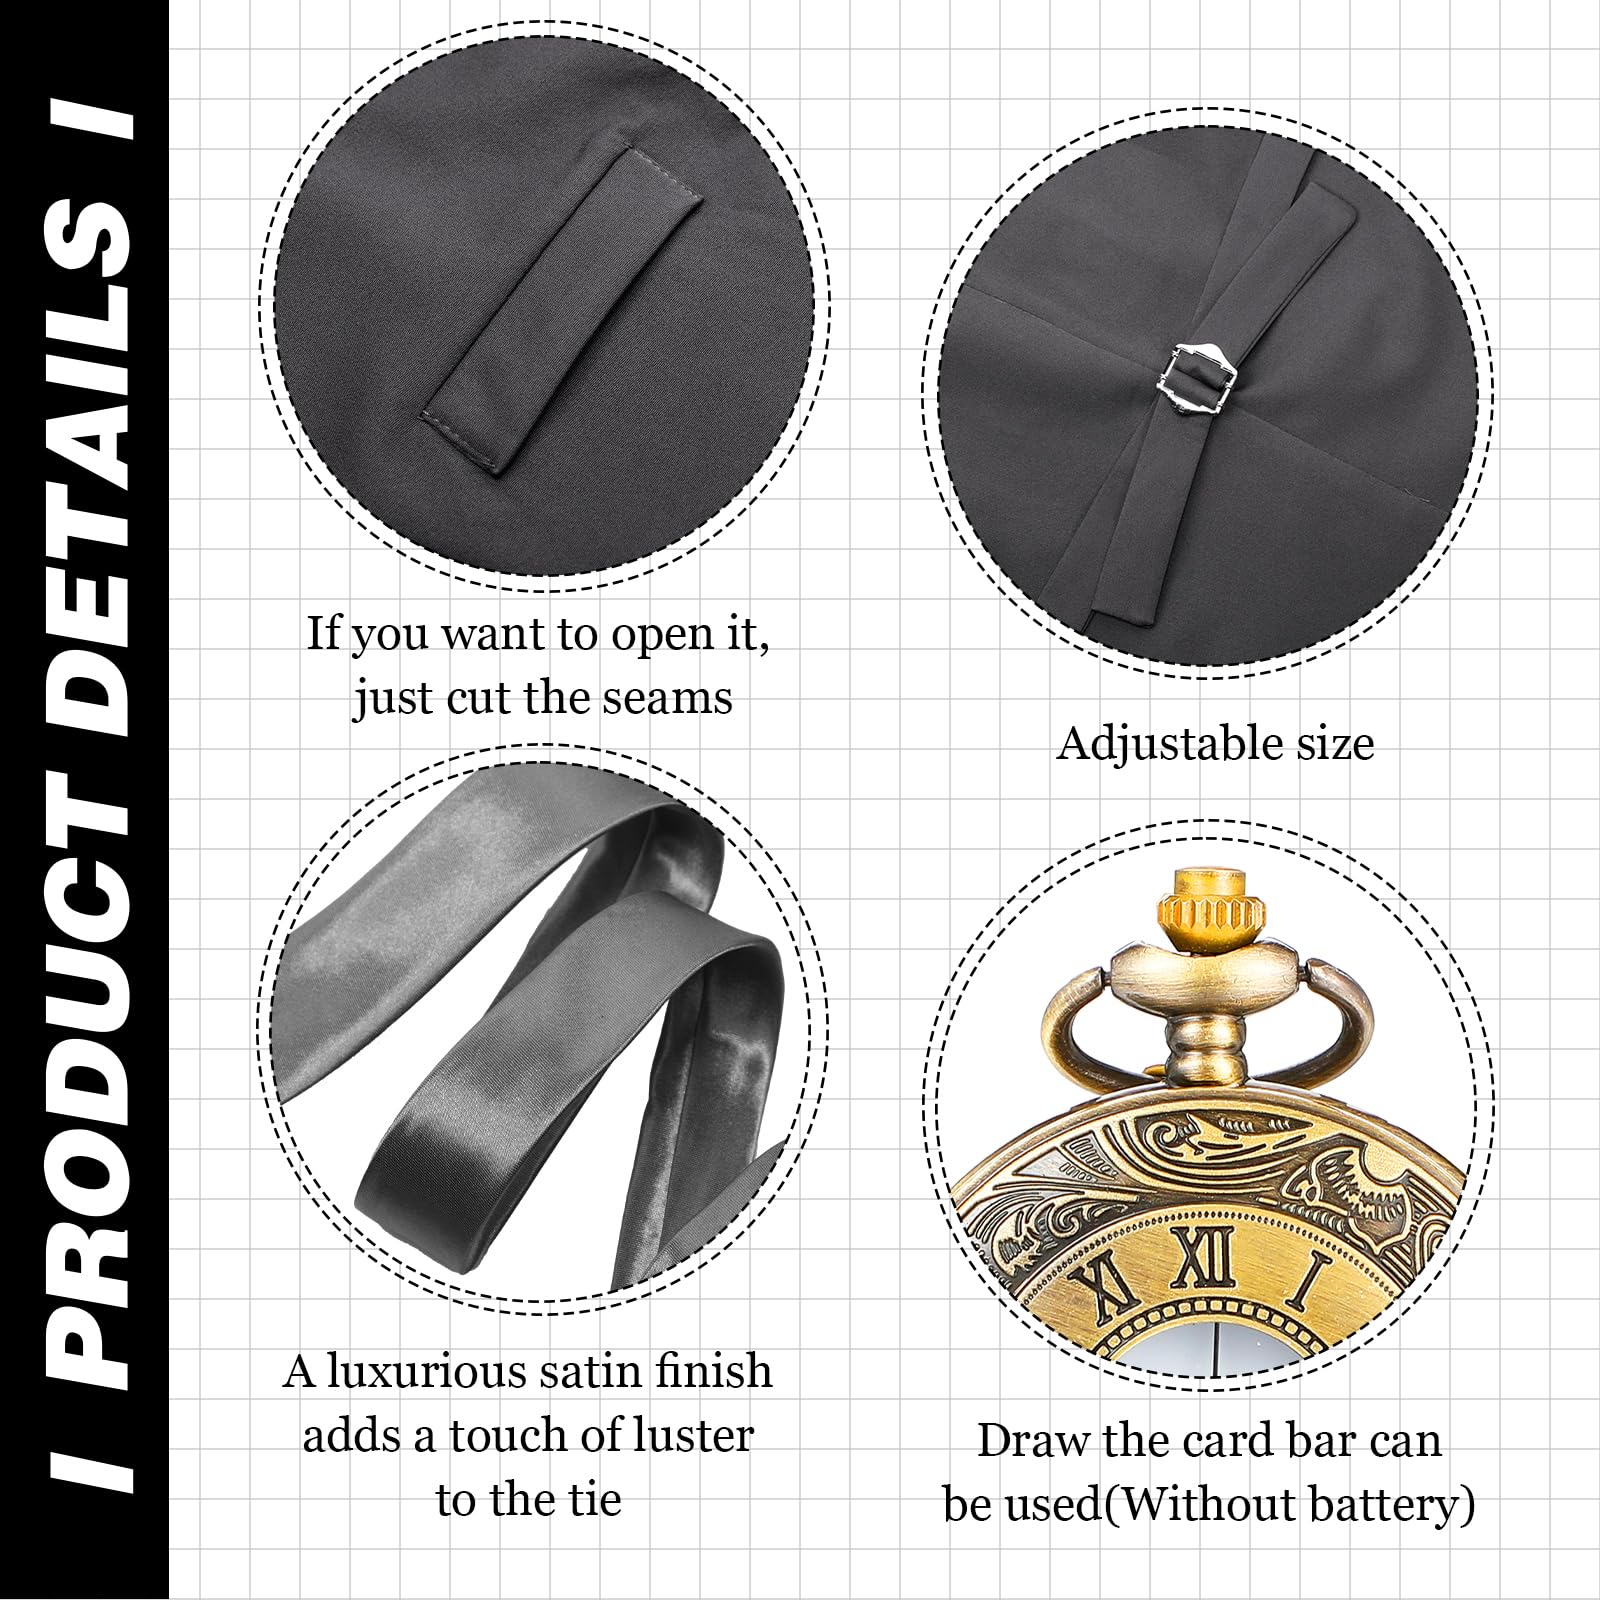 | PRODUCT DETAILS |
If you want to open it,
just cut the seams
Adjustable size
A luxurious satin finish
adds a touch of luster
to the tie
XI XII I
Draw the card bar can
be used(Without battery)